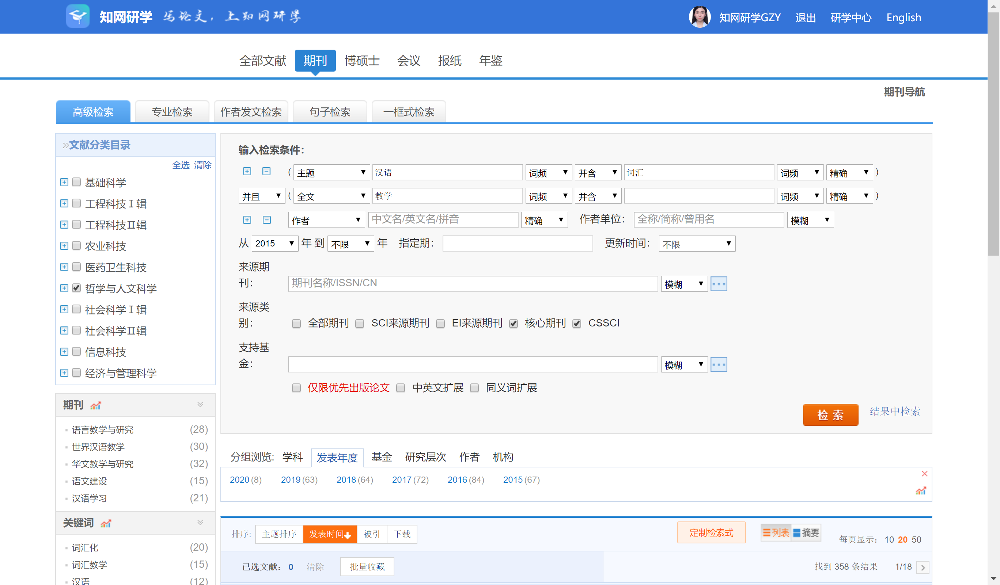 知网研学 写论文，上知网研学 知网研学GZY 退出 研学中心 English
全部文献 期刊 博硕士 会议 报纸 年鉴
期刊导航
高级检索 专业检索 作者发文检索 句子检索 一框式检索
文献分类目录
全选 清除
基础科学
工程科技Ⅰ辑
工程科技Ⅱ辑
农业科技
医药卫生科技
哲学与人文科学
社会科学Ⅰ辑
社会科学Ⅱ辑
信息科技
经济与管理科学
期刊
语言教学与研究 (28)
世界汉语教学 (30)
华文教学与研究 (32)
语文建设 (15)
汉语学习 (21)
关键词
词汇化 (20)
词汇教学 (15)
汉语 (12)
输入检索条件：
( 主题 汉语 词频 并含 词汇 词频 精确 )
并且 ( 全文 教学 词频 并含 词频 精确 )
作者 中文名/英文名/拼音 精确 作者单位： 全称/简称/曾用名 模糊
从 2015 年 到 不限 年 指定期： 更新时间： 不限
来源期
刊： 期刊名称/ISSN/CN 模糊
来源类
别： 全部期刊 SCI来源期刊 EI来源期刊 核心期刊 CSSCI
支持基
金： 模糊
仅限优先出版论文 中英文扩展 同义词扩展
检索 结果中检索
分组浏览: 学科 发表年度 基金 研究层次 作者 机构
2020 (8) 2019 (63) 2018 (64) 2017 (72) 2016 (84) 2015 (67)
排序: 主题排序 发表时间 被引 下载 定制检索式 列表 摘要 每页显示： 10 20 50
已选文献： 0 清除 批量收藏 找到 358 条结果 1/18